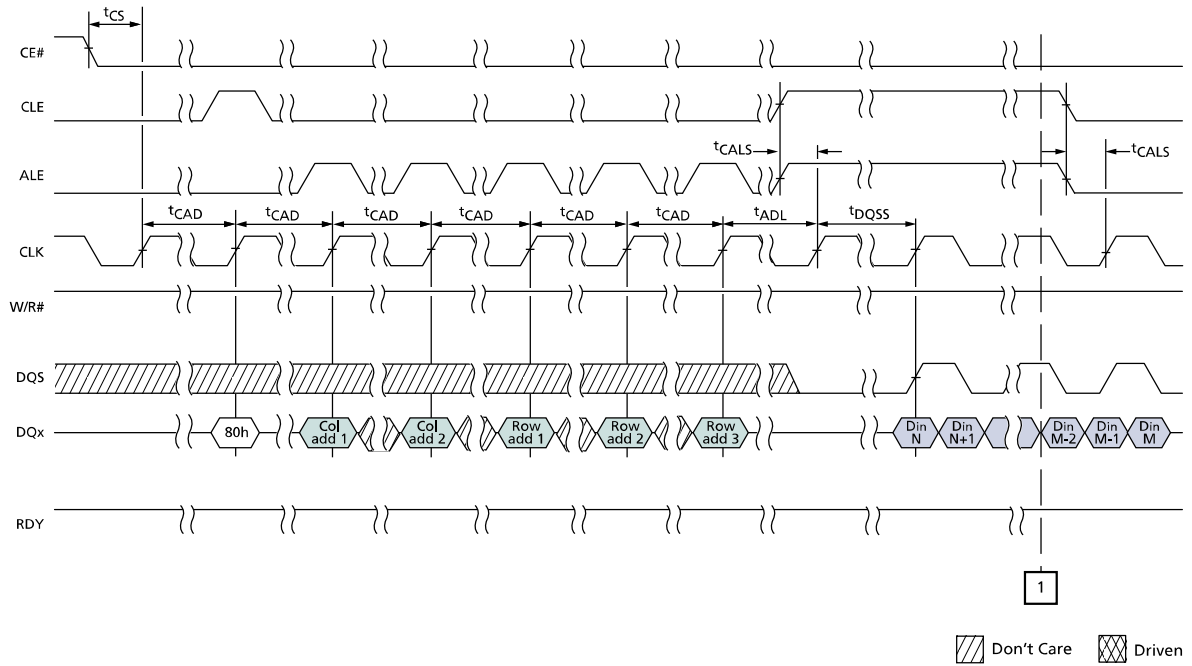 tCS
CE#
CLE
tCALS
tCALS
ALE
tCAD
tCAD
tCAD
tCAD
tCAD
tCAD
tADL
tDQSS
CLK
W/R#
DQS
DQx
80h
Col
add 1
Col
add 2
Row
add 1
Row
add 2
Row
add 3
Din
N
Din
N+1
Din
M-2
Din
M-1
Din
M
RDY
1
Don't Care
Driven